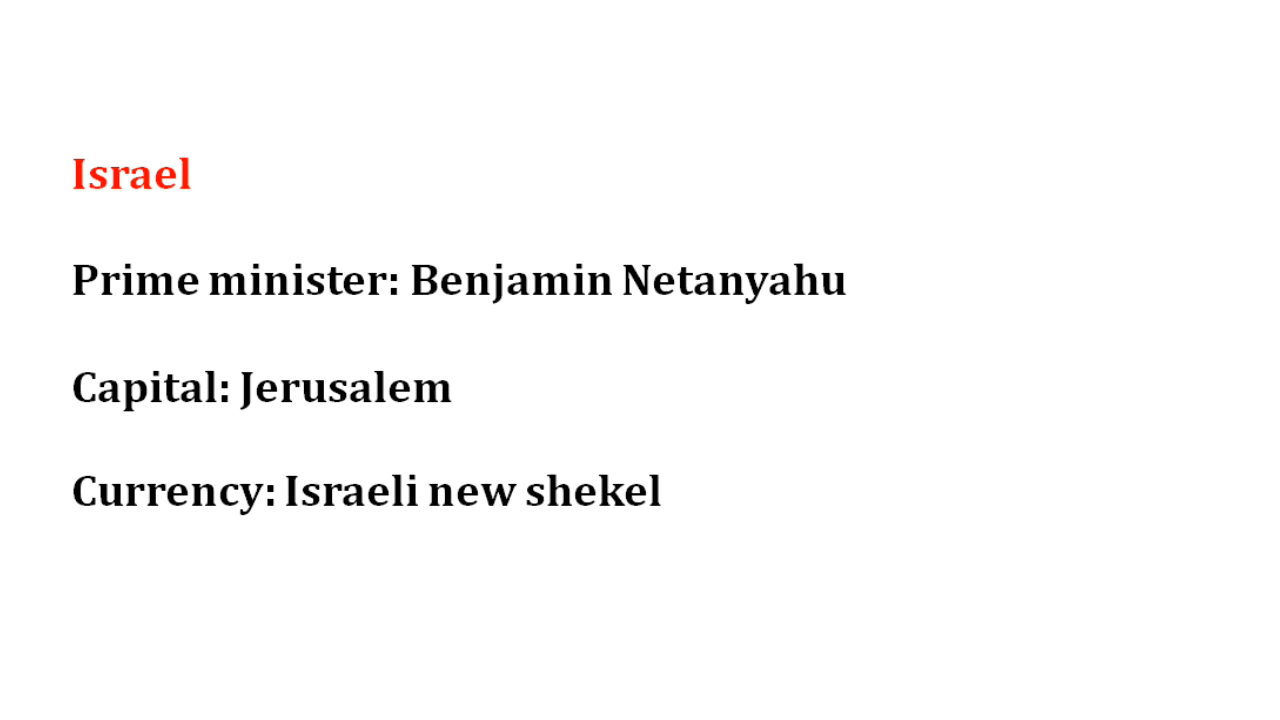 Israel
Prime minister: Benjamin Netanyahu
Capital: Jerusalem
Currency: Israeli new shekel